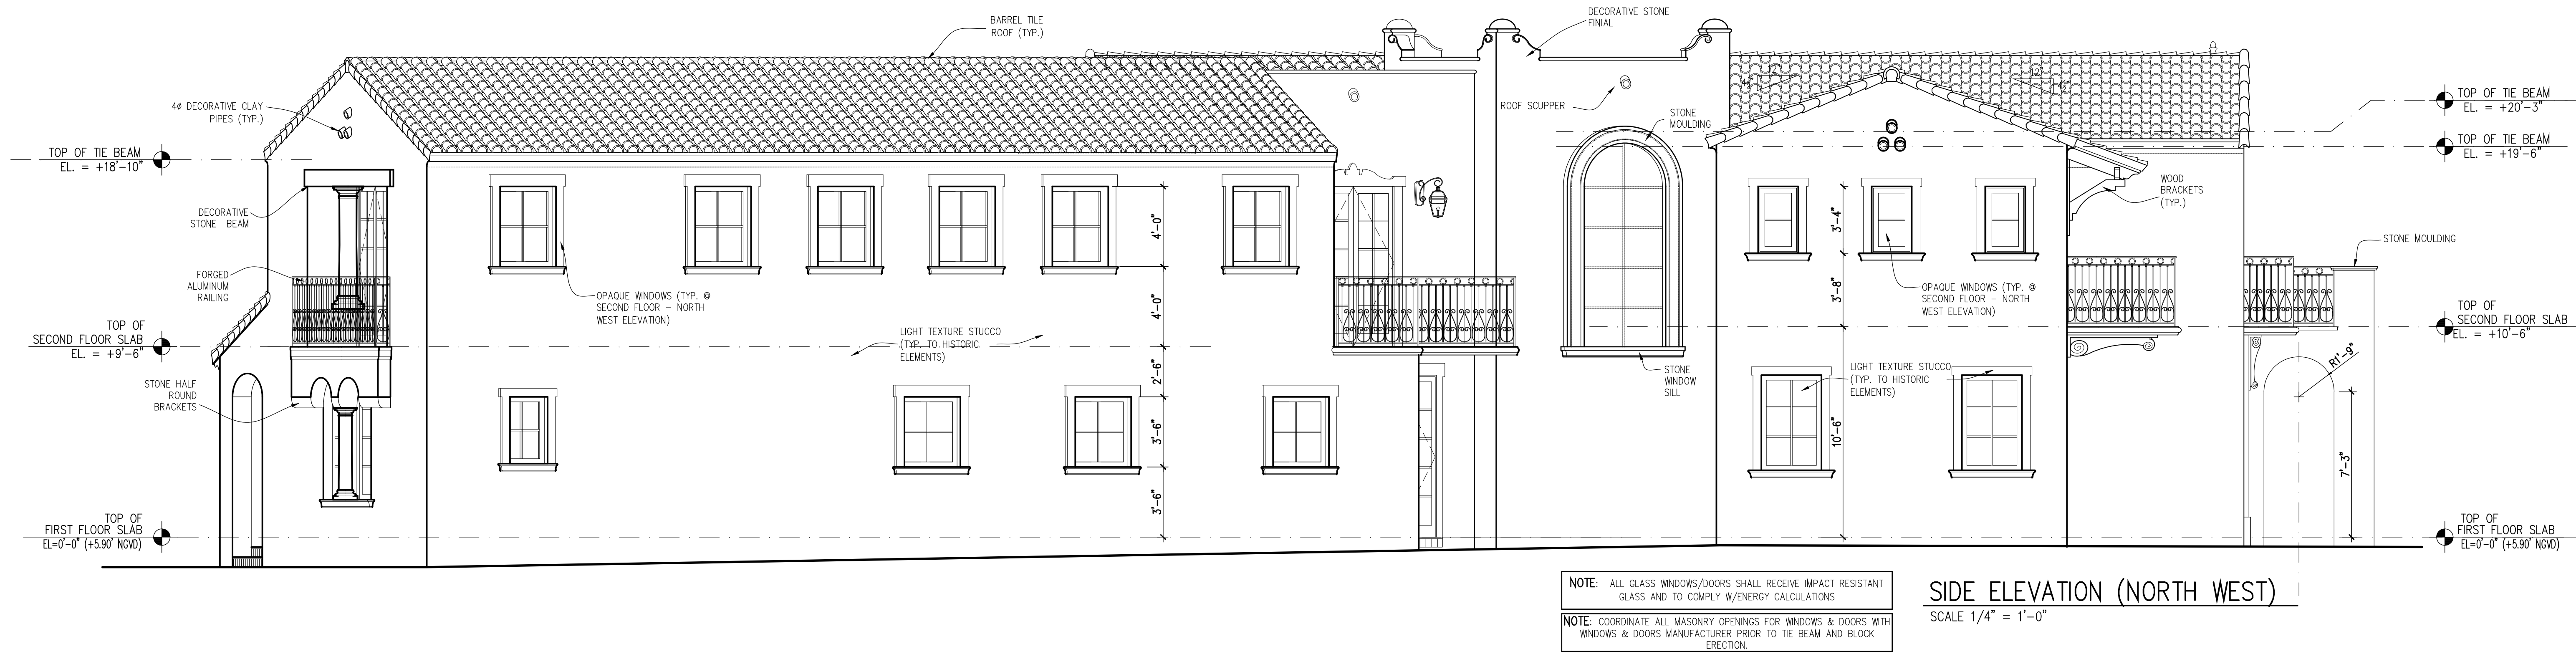 BARREL TILE
ROOF (TYP.)
DECORATIVE STONE
FINIAL
4ø DECORATIVE CLAY
PIPES (TYP.)
TOP OF TIE BEAM
EL. = +18'-10"
DECORATIVE
STONE BEAM
FORGED
ALUMINUM
RAILING
TOP OF
SECOND FLOOR SLAB
EL. = +9'-6"
STONE HALF
ROUND
BRACKETS
TOP OF
FIRST FLOOR SLAB
EL=0'-0" (+5.90' NGVD)
OPAQUE WINDOWS (TYP. @
SECOND FLOOR - NORTH
WEST ELEVATION)
LIGHT TEXTURE STUCCO
(TYP. TO HISTORIC
ELEMENTS)
4'-0"
4'-0"
2'-6"
3'-6"
3'-6"
ROOF SCUPPER
STONE
MOULDING
STONE
WINDOW
SILL
12"
4½"
12"
4½"
3'-4"
3'-8"
10'-6"
OPAQUE WINDOWS (TYP. @
SECOND FLOOR - NORTH
WEST ELEVATION)
LIGHT TEXTURE STUCCO
(TYP. TO HISTORIC
ELEMENTS)
WOOD
BRACKETS
(TYP.)
STONE MOULDING
R1'-9"
7'-3"
TOP OF TIE BEAM
EL. = +20'-3"
TOP OF TIE BEAM
EL. = +19'-6"
TOP OF
SECOND FLOOR SLAB
EL. = +10'-6"
TOP OF
FIRST FLOOR SLAB
EL=0'-0" (+5.90' NGVD)
NOTE: ALL GLASS WINDOWS/DOORS SHALL RECEIVE IMPACT RESISTANT
GLASS AND TO COMPLY W/ENERGY CALCULATIONS
NOTE: COORDINATE ALL MASONRY OPENINGS FOR WINDOWS & DOORS WITH
WINDOWS & DOORS MANUFACTURER PRIOR TO TIE BEAM AND BLOCK
ERECTION.
SIDE ELEVATION (NORTH WEST)
SCALE 1/4" = 1'-0"